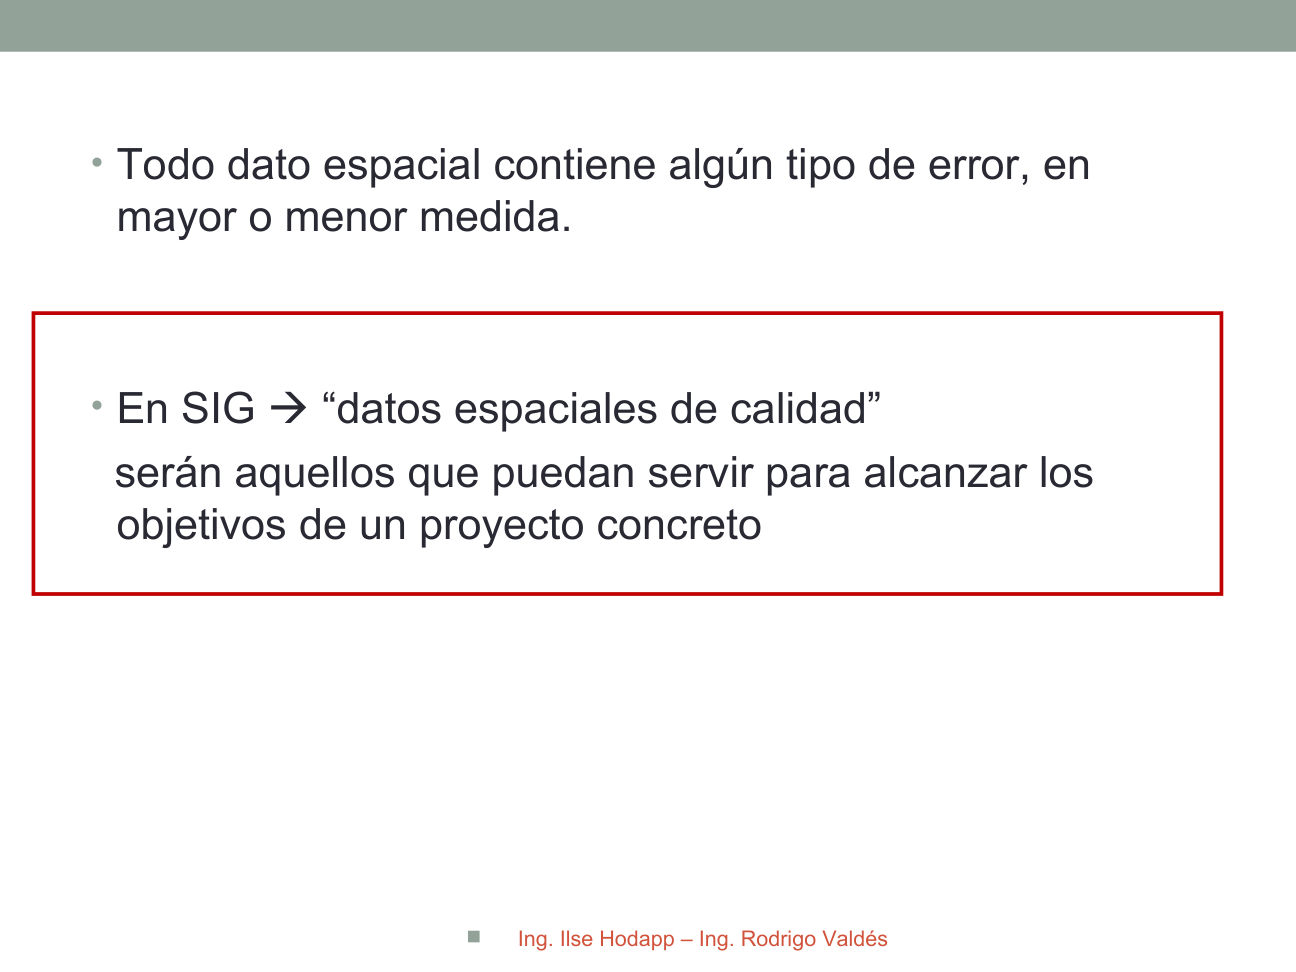 • Todo dato espacial contiene algún tipo de error, en
mayor o menor medida.
• En SIG → “datos espaciales de calidad”
serán aquellos que puedan servir para alcanzar los
objetivos de un proyecto concreto
■ Ing. Ilse Hodapp – Ing. Rodrigo Valdés